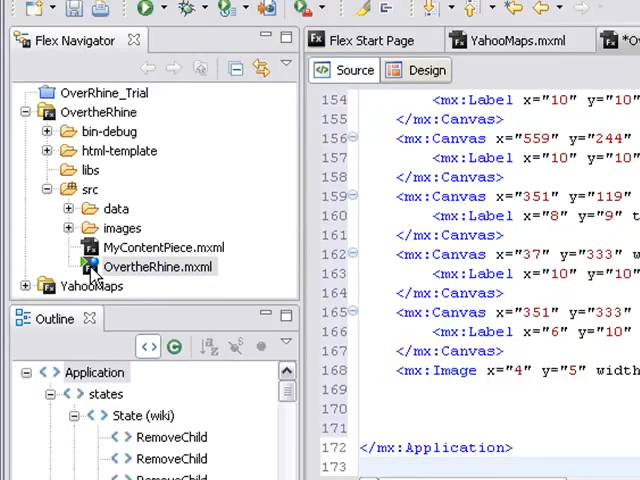 Flex Navigator
OverRhine_Trial
OvertheRhine
bin-debug
html-template
libs
src
data
images
MyContentPiece.mxml
OvertheRhine.mxml
YahooMaps
Outline
Application
states
State (wiki)
RemoveChild
RemoveChild
Flex Start Page
YahooMaps.mxml
Source
Design
154 <mx:Label x="10" y="10"
155 </mx:Canvas>
156 <mx:Canvas x="559" y="244"
157 <mx:Label x="10" y="10"
158 </mx:Canvas>
159 <mx:Canvas x="351" y="119"
160 <mx:Label x="8" y="9" t
161 </mx:Canvas>
162 <mx:Canvas x="37" y="333" w
163 <mx:Label x="10" y="10"
164 </mx:Canvas>
165 <mx:Canvas x="351" y="333"
166 <mx:Label x="6" y="10"
167 </mx:Canvas>
168 <mx:Image x="4" y="5" width
169
170
171
172 </mx:Application>
173